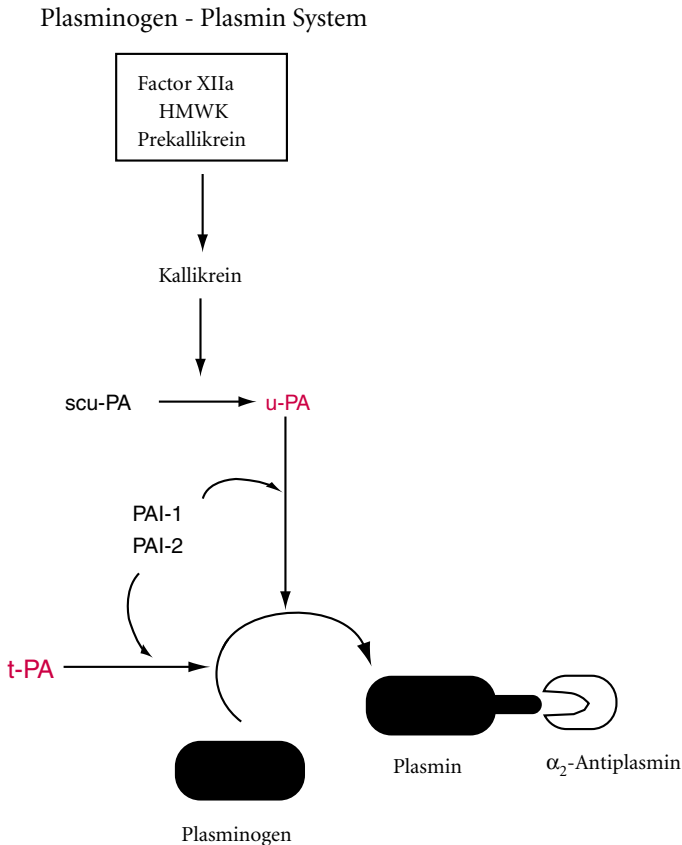 Plasminogen - Plasmin System
Factor XIIa
HMWK
Prekallikrein
Kallikrein
scu-PA
u-PA
PAI-1
PAI-2
t-PA
Plasmin
α₂-Antiplasmin
Plasminogen